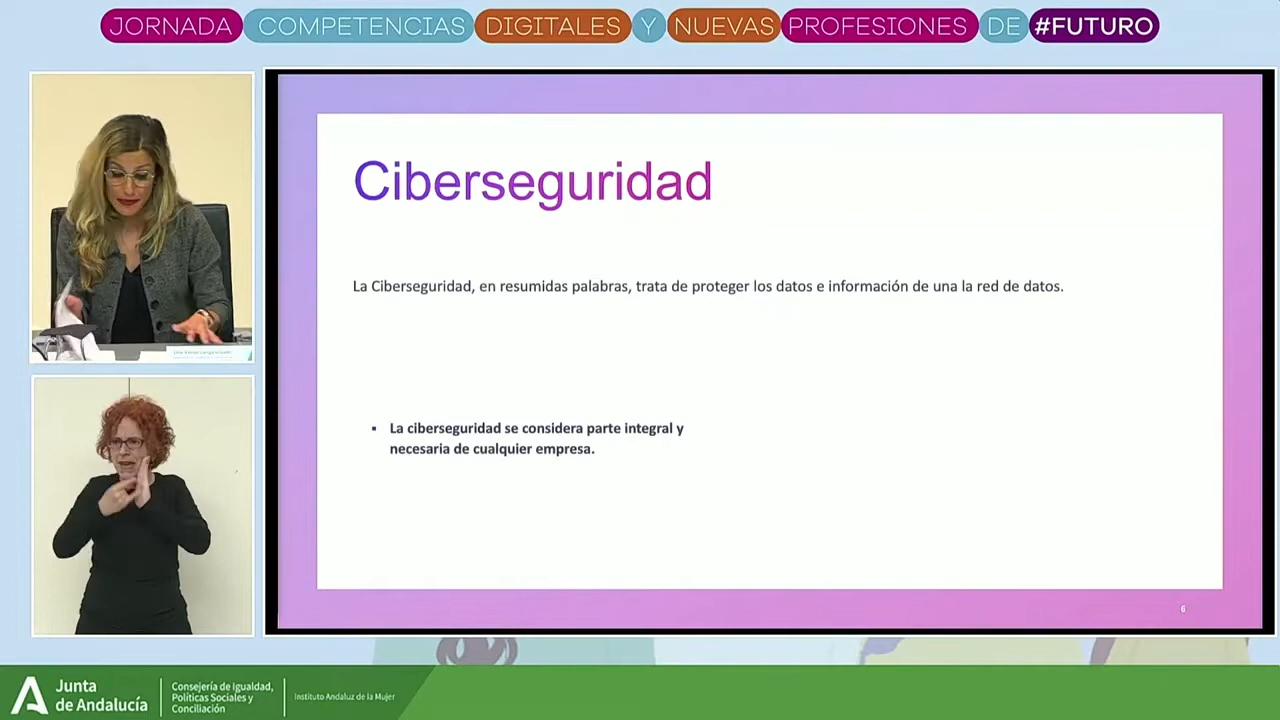 JORNADA COMPETENCIAS DIGITALES Y NUEVAS PROFESIONES DE #FUTURO
Ciberseguridad
La Ciberseguridad, en resumidas palabras, trata de proteger los datos e información de una la red de datos.
▪ La ciberseguridad se considera parte integral y
necesaria de cualquier empresa.
6
Junta
de Andalucía
Consejería de Igualdad,
Políticas Sociales y
Conciliación
Instituto Andaluz de la Mujer